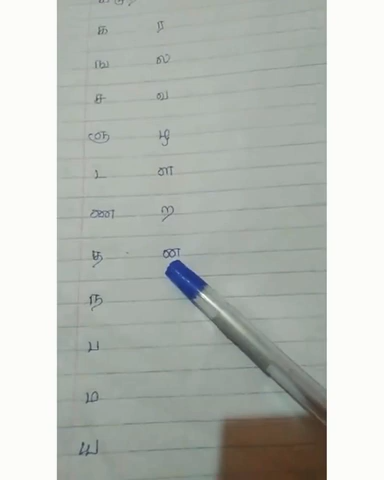 க ர
ங ல
ச வ
ஞ ழ
ட ள
ண ற
த ன
ந
ப
ம
ய